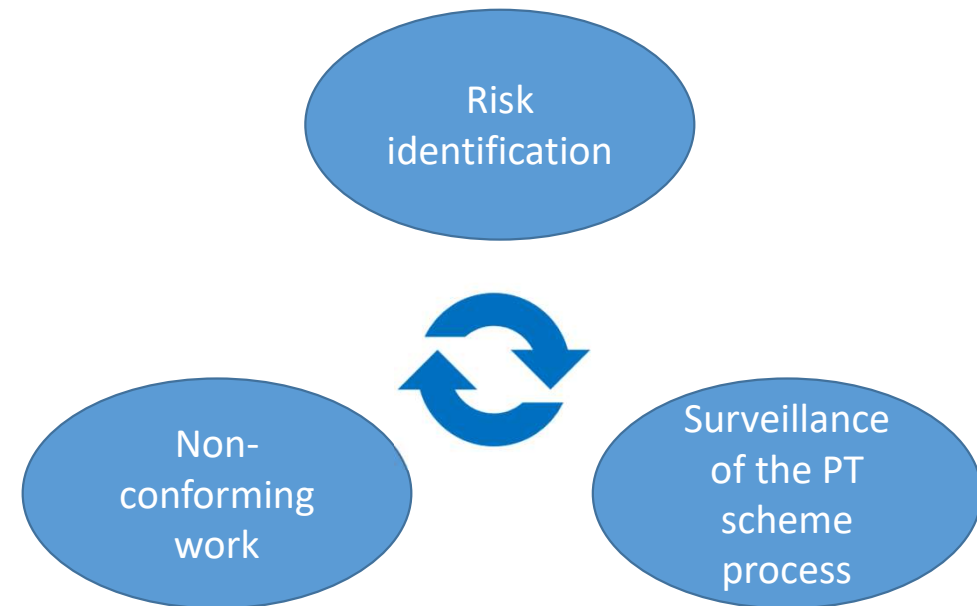 Risk
identification
Non-
conforming
work
Surveillance
of the PT
scheme
process